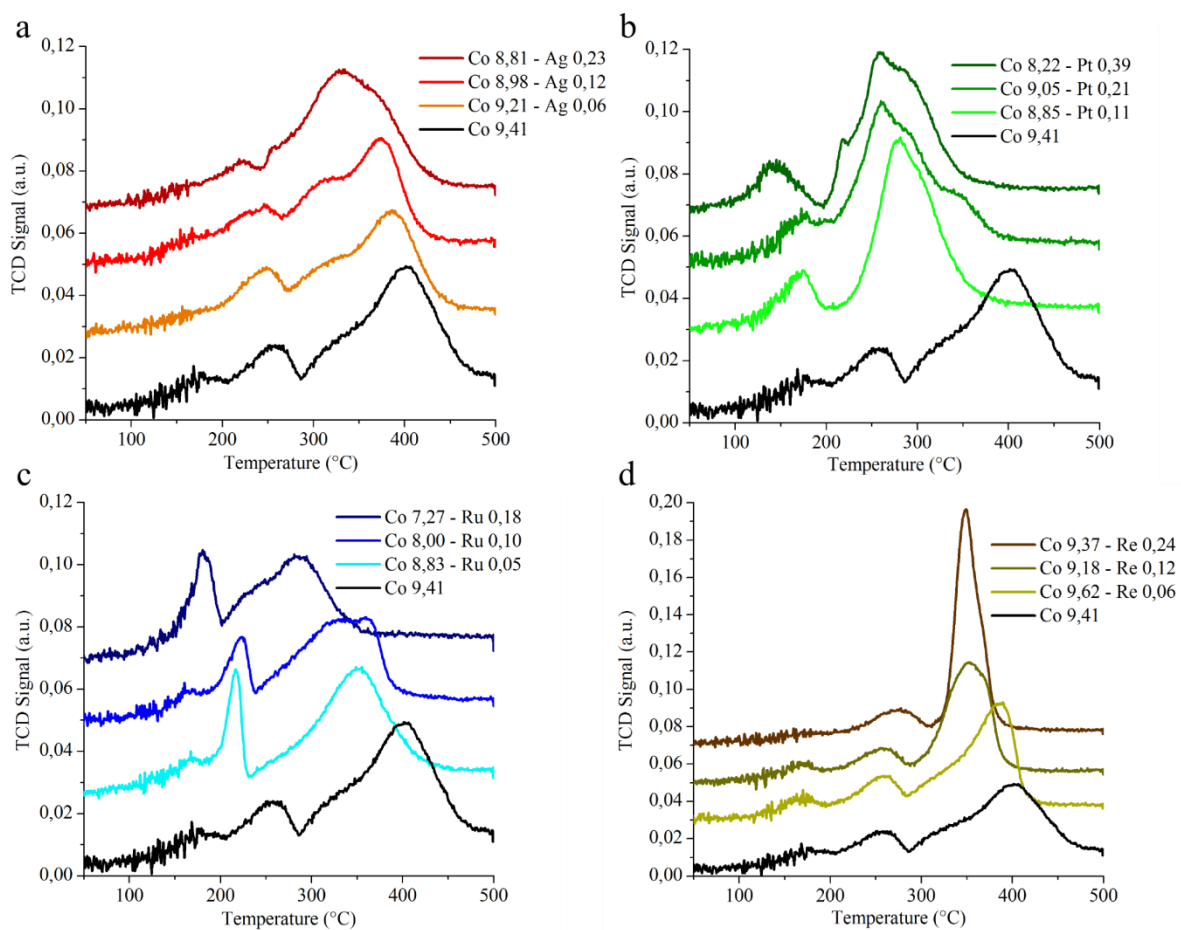 a
0,12
0,10
0,08
0,06
0,04
0,02
0,00
TCD Signal (a.u.)
Co 8,81 - Ag 0,23
Co 8,98 - Ag 0,12
Co 9,21 - Ag 0,06
Co 9,41
100
200
300
400
500
Temperature (°C)
b
0,12
0,10
0,08
0,06
0,04
0,02
0,00
TCD Signal (a.u.)
Co 8,22 - Pt 0,39
Co 9,05 - Pt 0,21
Co 8,85 - Pt 0,11
Co 9,41
100
200
300
400
500
Temperature (°C)
c
0,12
0,10
0,08
0,06
0,04
0,02
0,00
TCD Signal (a.u.)
Co 7,27 - Ru 0,18
Co 8,00 - Ru 0,10
Co 8,83 - Ru 0,05
Co 9,41
100
200
300
400
500
Temperature (°C)
d
0,20
0,18
0,16
0,14
0,12
0,10
0,08
0,06
0,04
0,02
0,00
TCD Signal (a.u.)
Co 9,37 - Re 0,24
Co 9,18 - Re 0,12
Co 9,62 - Re 0,06
Co 9,41
100
200
300
400
500
Temperature (°C)